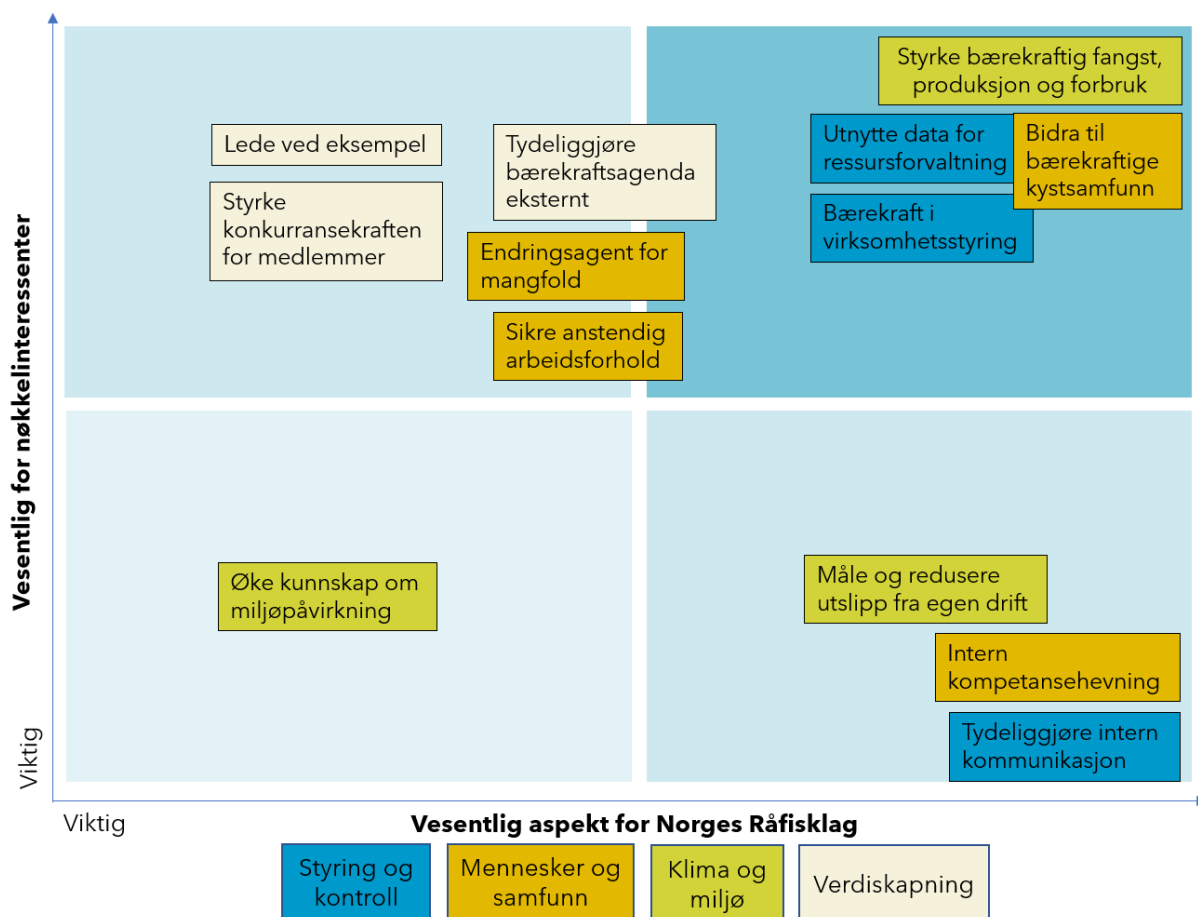 Vesentlig for nøkkelinteressenter
Viktig
Styrke bærekraftig fangst,
produksjon og forbruk
Lede ved eksempel
Tydeliggjøre
bærekraftsagenda
eksternt
Utnytte data for
ressursforvaltning
Bidra til
bærekraftige
kystsamfunn
Styrke
konkurransekraften
for medlemmer
Bærekraft i
virksomhetsstyring
Endringsagent for
mangfold
Sikre anstendig
arbeidsforhold
Øke kunnskap om
miljøpåvirkning
Måle og redusere
utslipp fra egen drift
Intern
kompetansehevning
Tydeliggjøre intern
kommunikasjon
Viktig
Vesentlig aspekt for Norges Råfisklag
Styring og
kontroll
Mennesker og
samfunn
Klima og
miljø
Verdiskapning